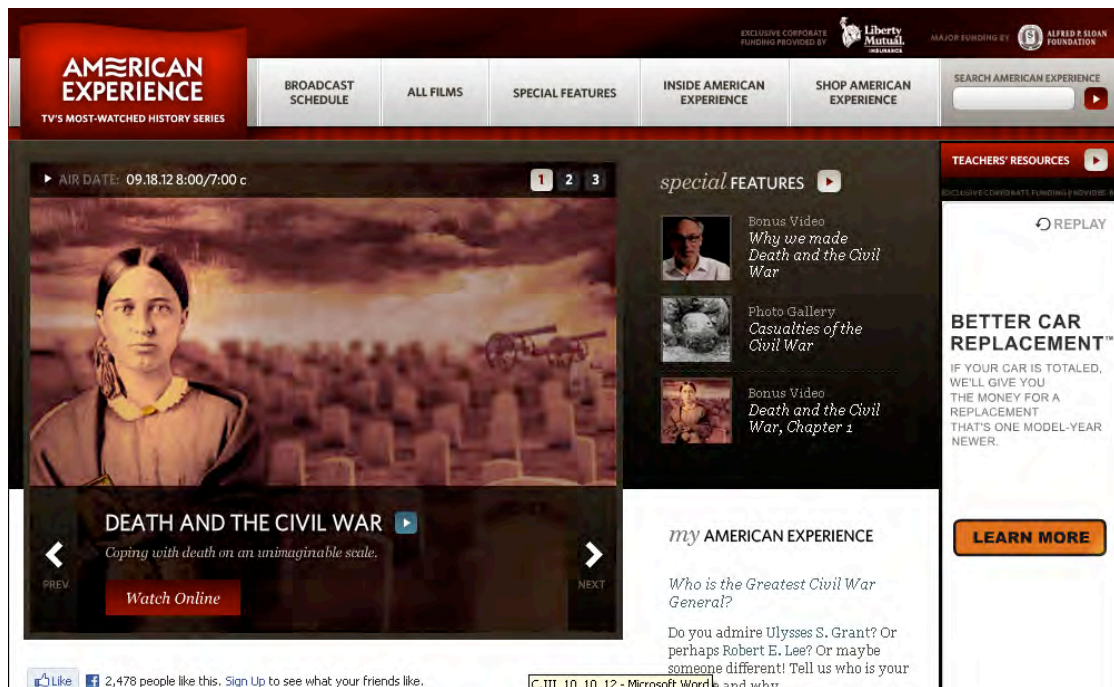 EXCLUSIVE CORPORATE
FUNDING PROVIDED BY
Liberty
Mutual.
INSURANCE
MAJOR FUNDING BY
ALFRED P. SLOAN
FOUNDATION
AMERICAN
EXPERIENCE
TV'S MOST-WATCHED HISTORY SERIES
BROADCAST
SCHEDULE
ALL FILMS
SPECIAL FEATURES
INSIDE AMERICAN
EXPERIENCE
SHOP AMERICAN
EXPERIENCE
SEARCH AMERICAN EXPERIENCE
AIR DATE: 09.18.12 8:00/7:00 c
1 2 3
special FEATURES
Bonus Video
Why we made
Death and the Civil
War
Photo Gallery
Casualties of the
Civil War
Bonus Video
Death and the Civil
War, Chapter 1
TEACHERS' RESOURCES
EXCLUSIVE CORPORATE FUNDING PROVIDED B
REPLAY
BETTER CAR
REPLACEMENT™
IF YOUR CAR IS TOTALED,
WE'LL GIVE YOU
THE MONEY FOR A
REPLACEMENT
THAT'S ONE MODEL-YEAR
NEWER.
LEARN MORE
DEATH AND THE CIVIL WAR
Coping with death on an unimaginable scale.
PREV
NEXT
Watch Online
my AMERICAN EXPERIENCE
Who is the Greatest Civil War
General?
Do you admire Ulysses S. Grant? Or
perhaps Robert E. Lee? Or maybe
someone different! Tell us who is your
and why
Like 2,478 people like this. Sign Up to see what your friends like.
C III 10 10 12 - Microsoft Word